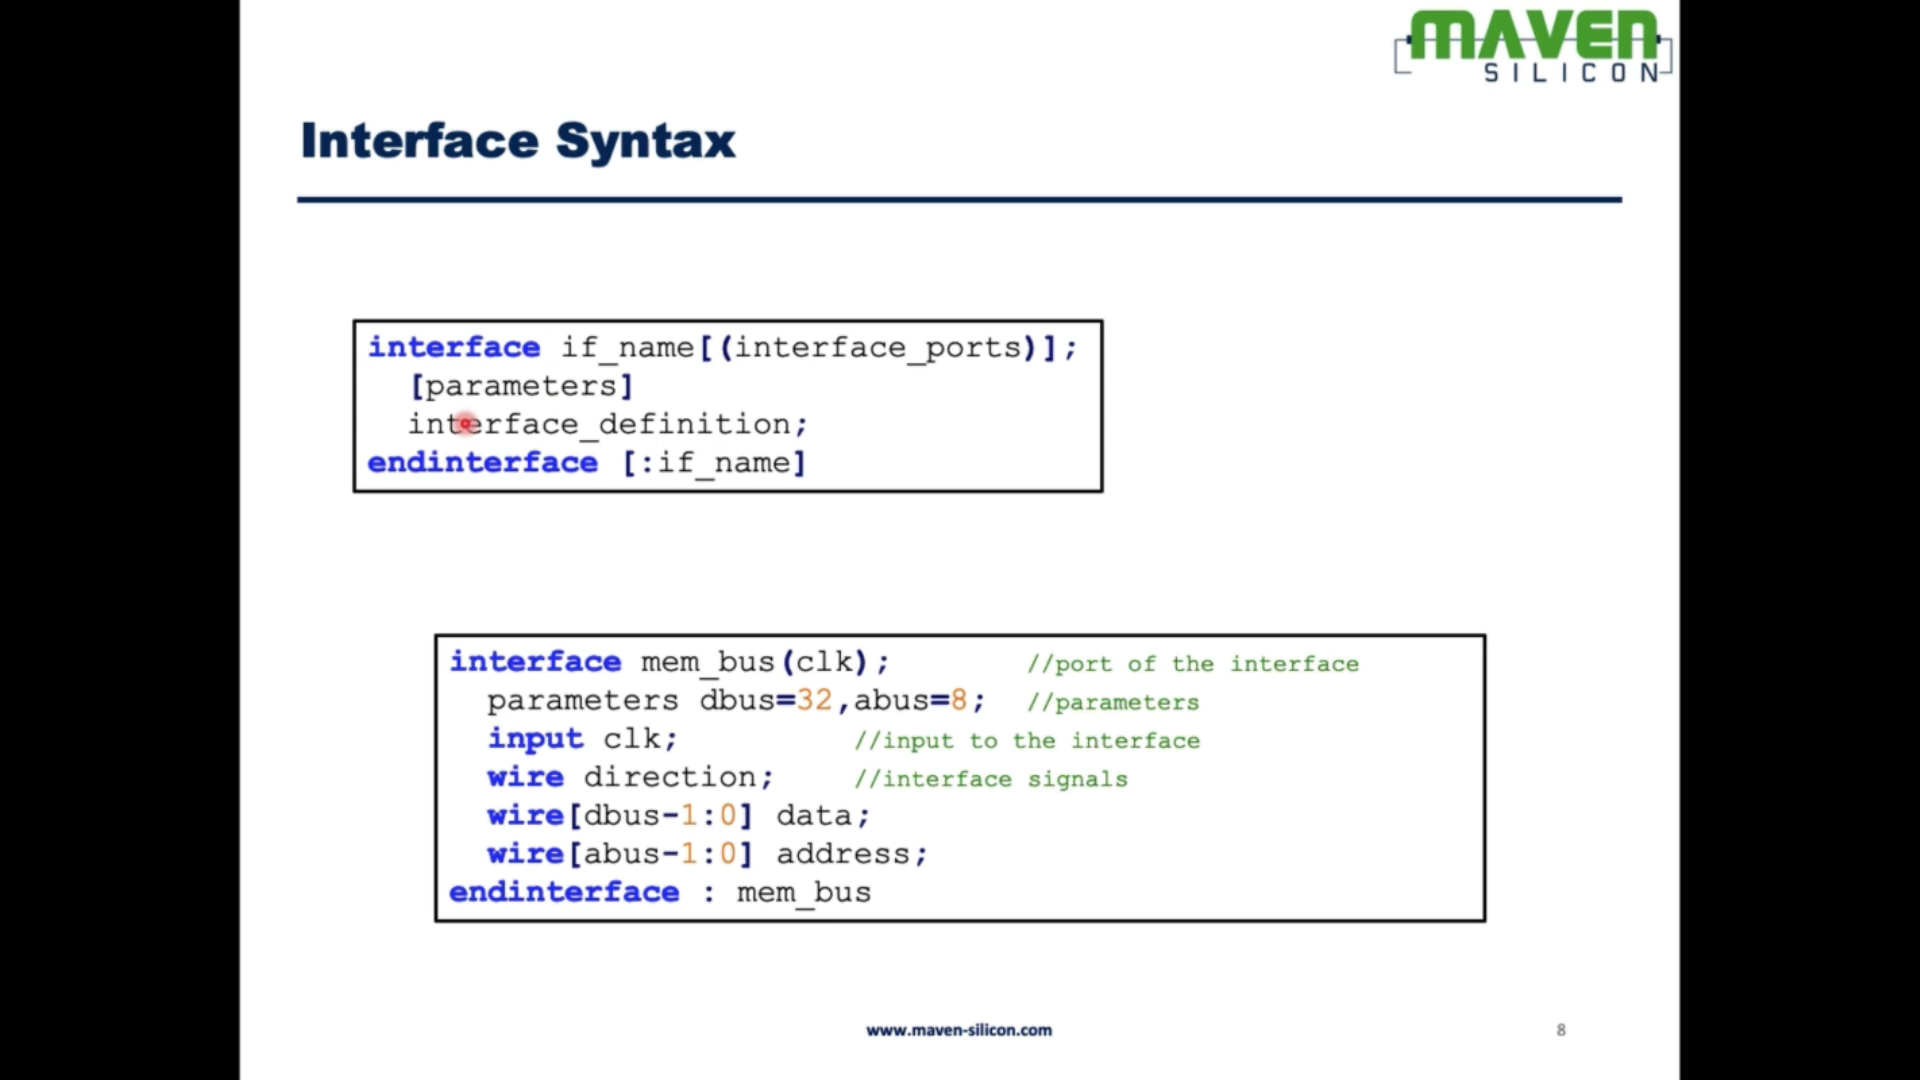 MAVEN
SILICON
Interface Syntax
interface if_name[(interface_ports)];
[parameters]
interface_definition;
endinterface [:if_name]
interface mem_bus(clk); //port of the interface
parameters dbus=32,abus=8; //parameters
input clk; //input to the interface
wire direction; //interface signals
wire[dbus-1:0] data;
wire[abus-1:0] address;
endinterface : mem_bus
www.maven-silicon.com
8